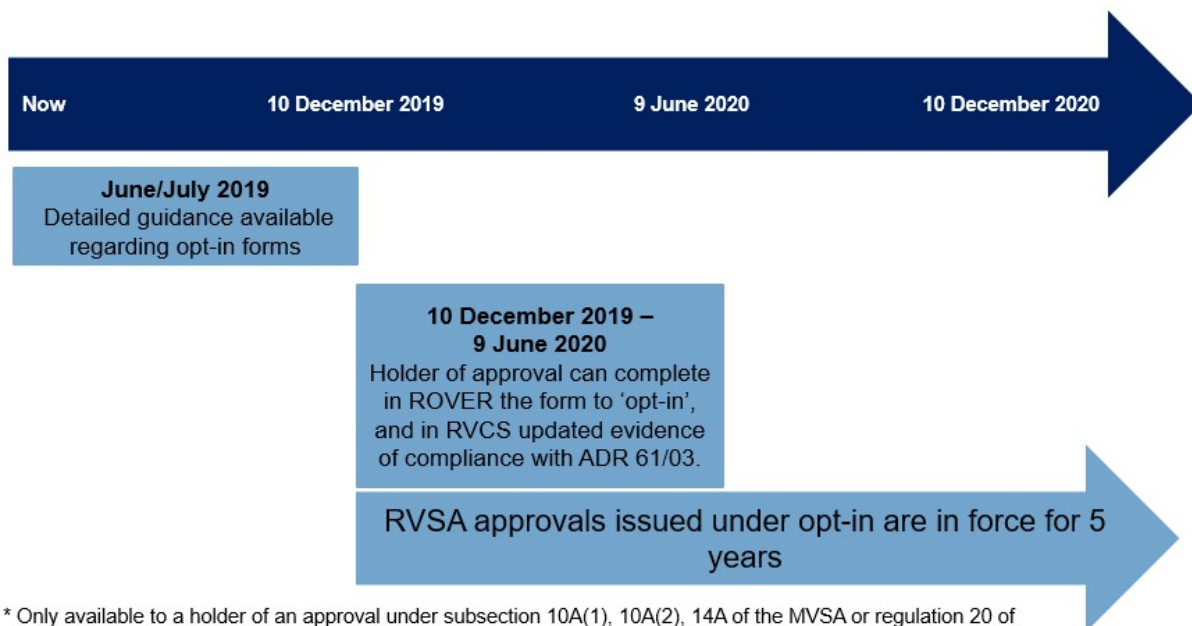 Now 10 December 2019 9 June 2020 10 December 2020
June/July 2019
Detailed guidance available
regarding opt-in forms
10 December 2019 –
9 June 2020
Holder of approval can complete
in ROVER the form to ‘opt-in’,
and in RVCS updated evidence
of compliance with ADR 61/03.
RVSA approvals issued under opt-in are in force for 5
years
* Only available to a holder of an approval under subsection 10A(1), 10A(2), 14A of the MVSA or regulation 20 of